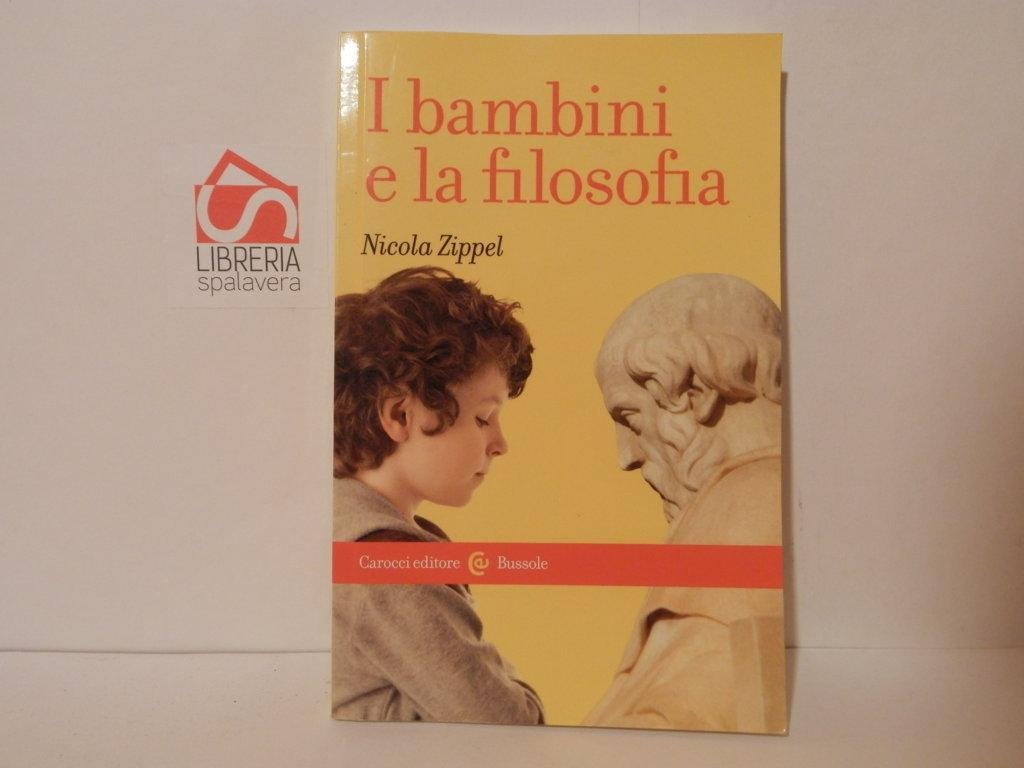 I bambini
e la filosofia
Nicola Zippel
LIBRERIA
spalavera
Carocci editore @ Bussole